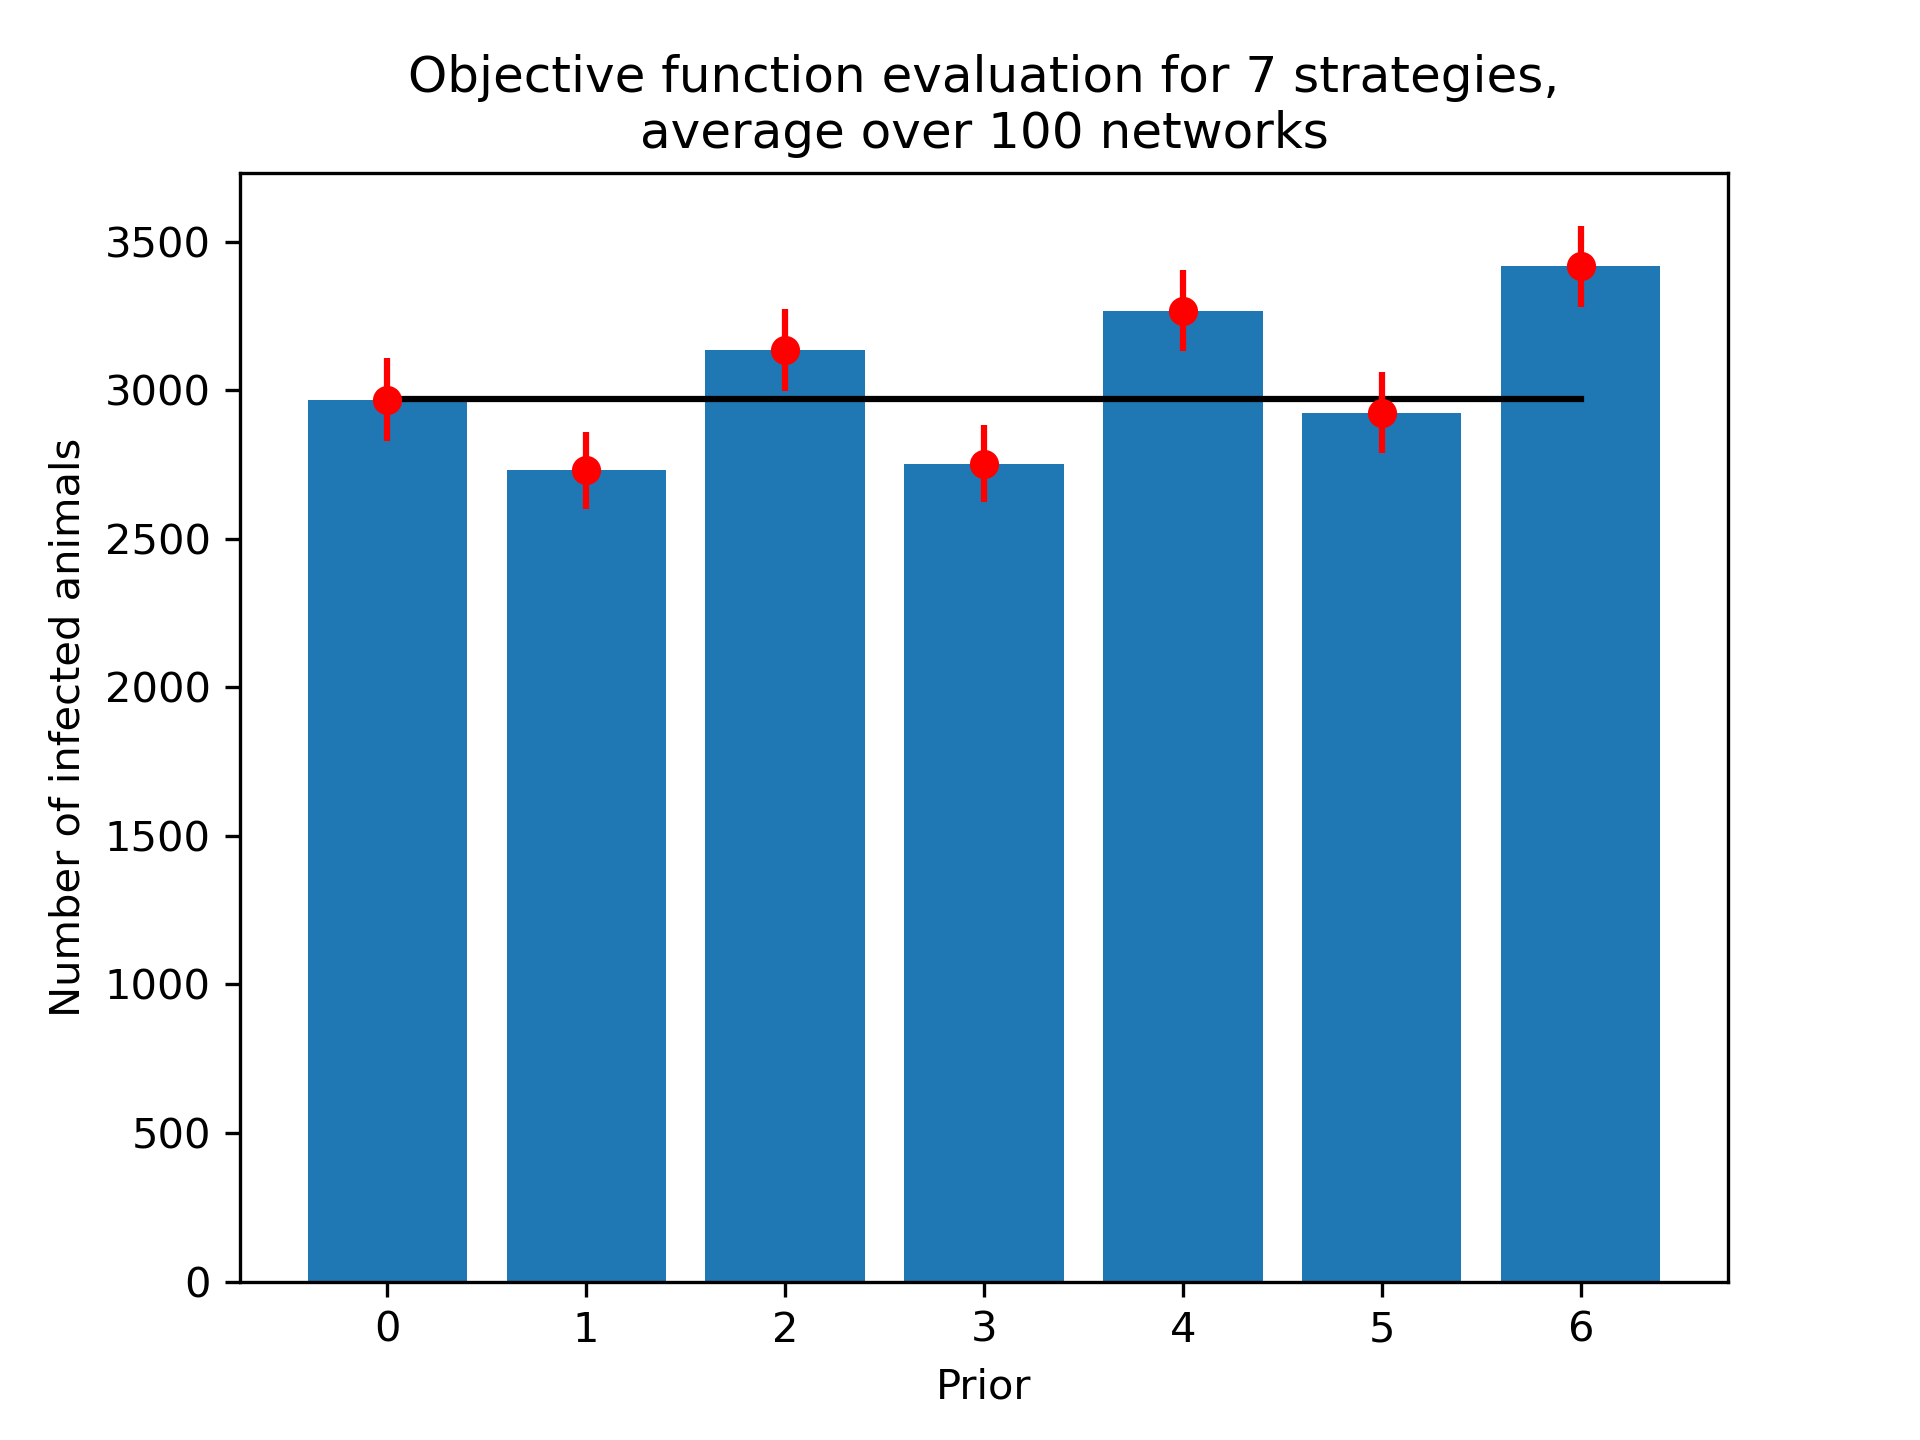 Objective function evaluation for 7 strategies,
average over 100 networks
Number of infected animals
3500
3000
2500
2000
1500
1000
500
0
0 1 2 3 4 5 6
Prior